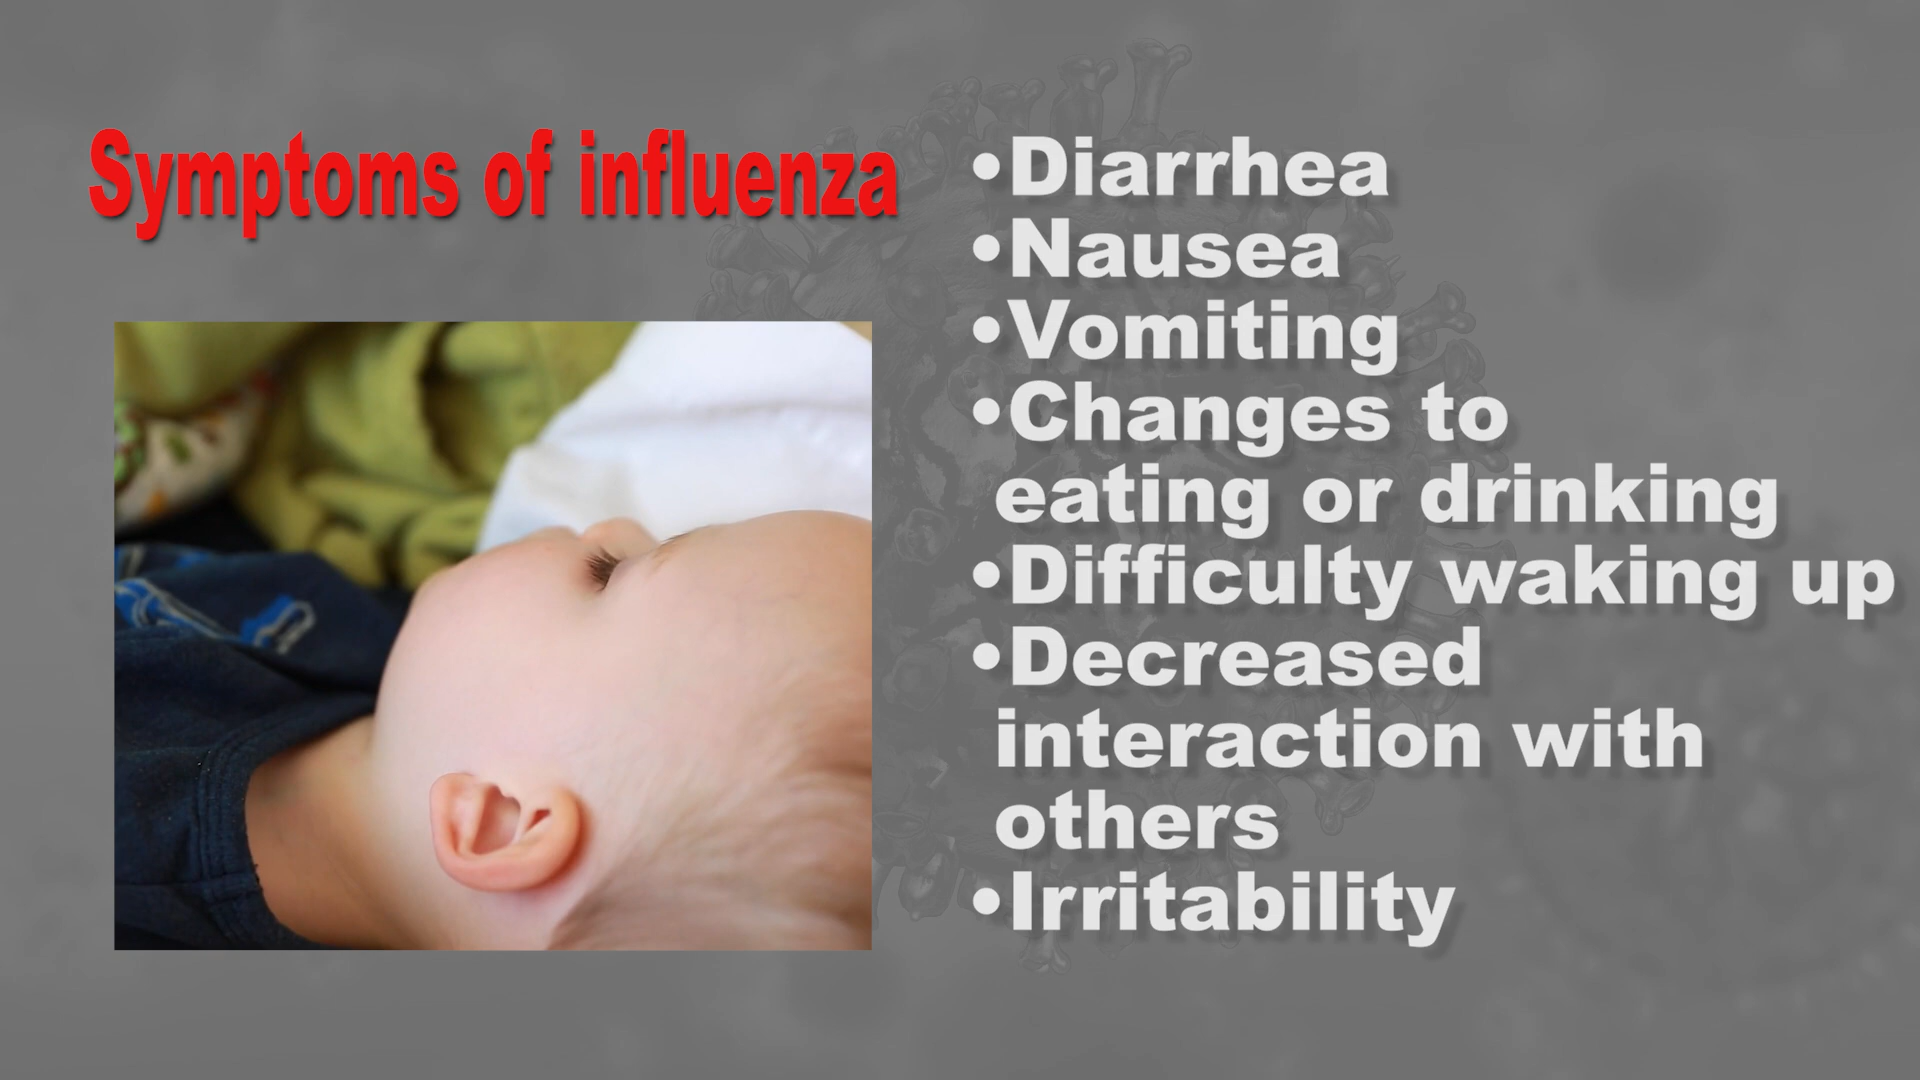 Symptoms of influenza
•Diarrhea
•Nausea
•Vomiting
•Changes to
eating or drinking
•Difficulty waking up
•Decreased
interaction with
others
•Irritability